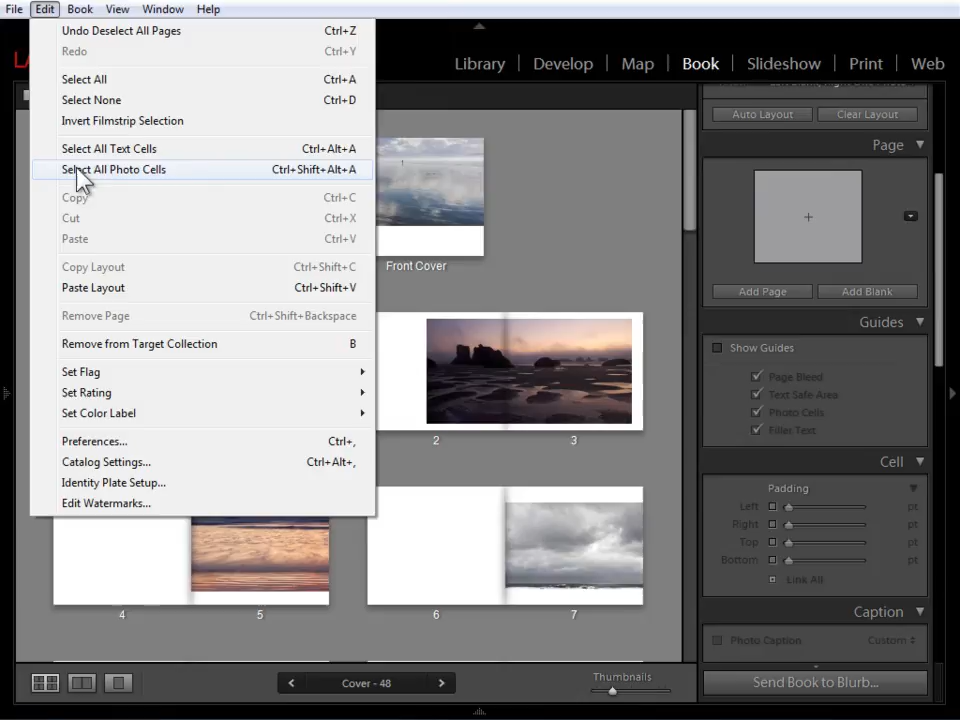 File Edit Book View Window Help
Undo Deselect All Pages Ctrl+Z
Redo Ctrl+Y
Select All Ctrl+A
Select None Ctrl+D
Invert Filmstrip Selection
Select All Text Cells Ctrl+Alt+A
Select All Photo Cells Ctrl+Shift+Alt+A
Copy Ctrl+C
Cut Ctrl+X
Paste Ctrl+V
Copy Layout Ctrl+Shift+C
Paste Layout Ctrl+Shift+V
Remove Page Ctrl+Shift+Backspace
Remove from Target Collection B
Set Flag
Set Rating
Set Color Label
Preferences... Ctrl+,
Catalog Settings... Ctrl+Alt+,
Identity Plate Setup...
Edit Watermarks...
Library Develop Map Book Slideshow Print Web
Front Cover
2 3
4 5 6 7
Cover - 48
Thumbnails
Auto Layout Clear Layout
Page
Add Page Add Blank
Guides
Show Guides
Page Bleed
Text Safe Area
Photo Cells
Filler Text
Cell
Padding
Left pt
Right pt
Top pt
Bottom pt
Link All
Caption
Photo Caption Custom
Send Book to Blurb...